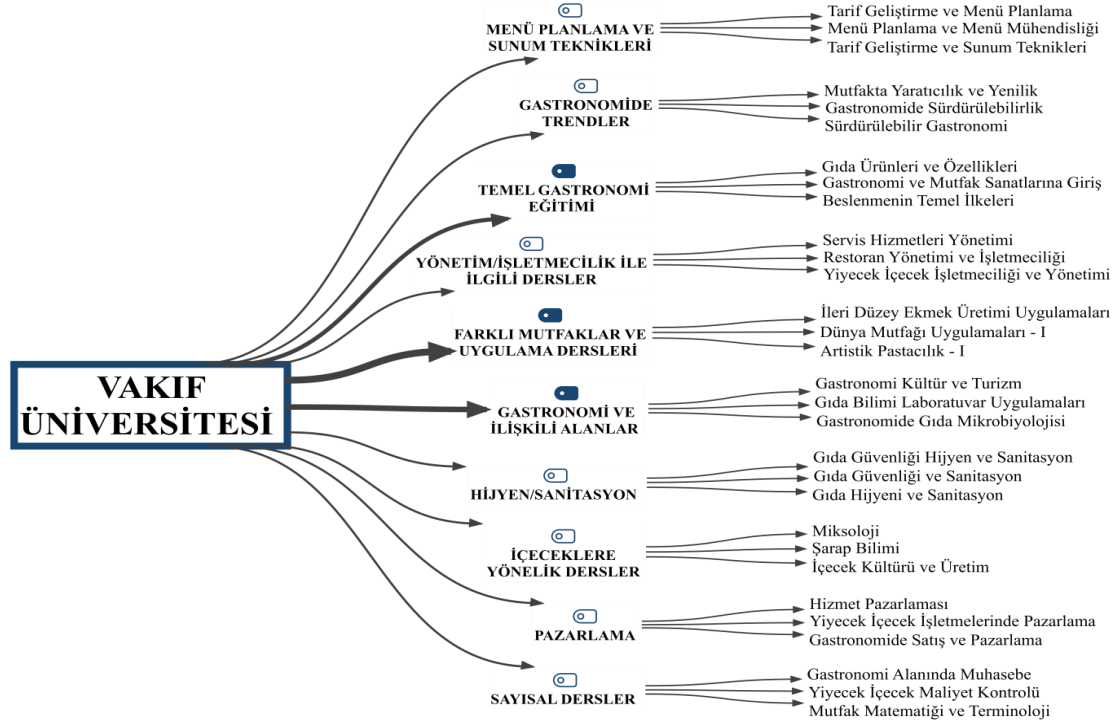 MENÜ PLANLAMA VE
SUNUM TEKNİKLERİ
Tarif Geliştirme ve Menü Planlama
Menü Planlama ve Menü Mühendisliği
Tarif Geliştirme ve Sunum Teknikleri
GASTRONOMİDE
TRENDLER
Mutfakta Yaratıcılık ve Yenilik
Gastronomide Sürdürülebilirlik
Sürdürülebilir Gastronomi
TEMEL GASTRONOMİ
EĞİTİMİ
Gıda Ürünleri ve Özellikleri
Gastronomi ve Mutfak Sanatlarına Giriş
Beslenmenin Temel İlkeleri
YÖNETİM/İŞLETMECİLİK İLE
İLGİLİ DERSLER
Servis Hizmetleri Yönetimi
Restoran Yönetimi ve İşletmeciliği
Yiyecek İçecek İşletmeciliği ve Yönetimi
FARKLI MUTFAKLAR VE
UYGULAMA DERSLERİ
İleri Düzey Ekmek Üretimi Uygulamaları
Dünya Mutfağı Uygulamaları - I
Artistik Pastacılık - I
VAKIF
ÜNİVERSİTESİ
GASTRONOMİ VE
İLİŞKİLİ ALANLAR
Gastronomi Kültür ve Turizm
Gıda Bilimi Laboratuvar Uygulamaları
Gastronomide Gıda Mikrobiyolojisi
HİJYEN/SANİTASYON
Gıda Güvenliği Hijyen ve Sanitasyon
Gıda Güvenliği ve Sanitasyon
Gıda Hijyeni ve Sanitasyon
İÇECEKLERE
YÖNELİK DERSLER
Miksoloji
Şarap Bilimi
İçecek Kültürü ve Üretim
PAZARLAMA
Hizmet Pazarlaması
Yiyecek İçecek İşletmelerinde Pazarlama
Gastronomide Satış ve Pazarlama
SAYISAL DERSLER
Gastronomi Alanında Muhasebe
Yiyecek İçecek Maliyet Kontrolü
Mutfak Matematiği ve Terminoloji